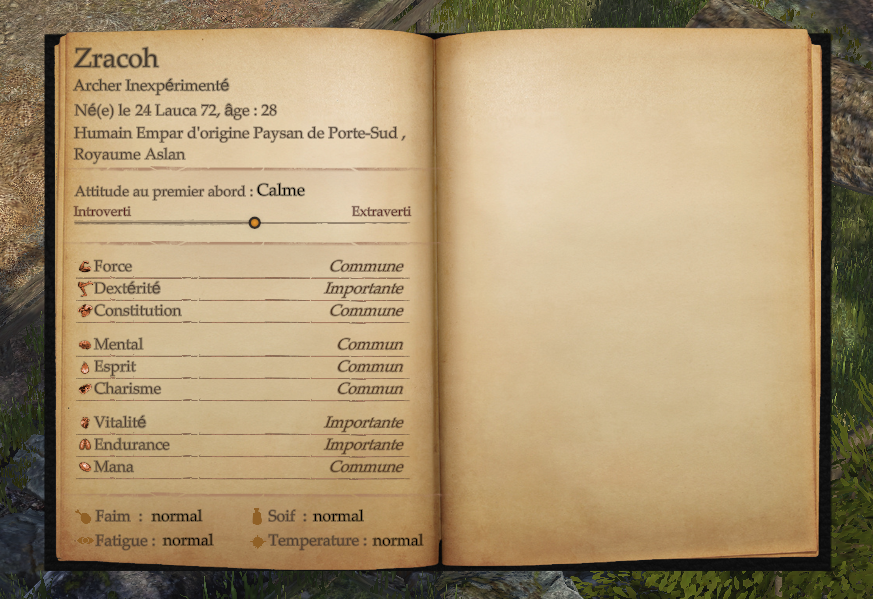 Zracoh
Archer Inexpérimenté
Né(e) le 24 Lauca 72, âge : 28
Humain Empar d'origine Paysan de Porte-Sud ,
Royaume Aslan
Attitude au premier abord : Calme
Introverti Extraverti
Force Commune
Dextérité Importante
Constitution Commune
Mental Commun
Esprit Commun
Charisme Commun
Vitalité Importante
Endurance Importante
Mana Commune
Faim : normal Soif : normal
Fatigue : normal Temperature : normal